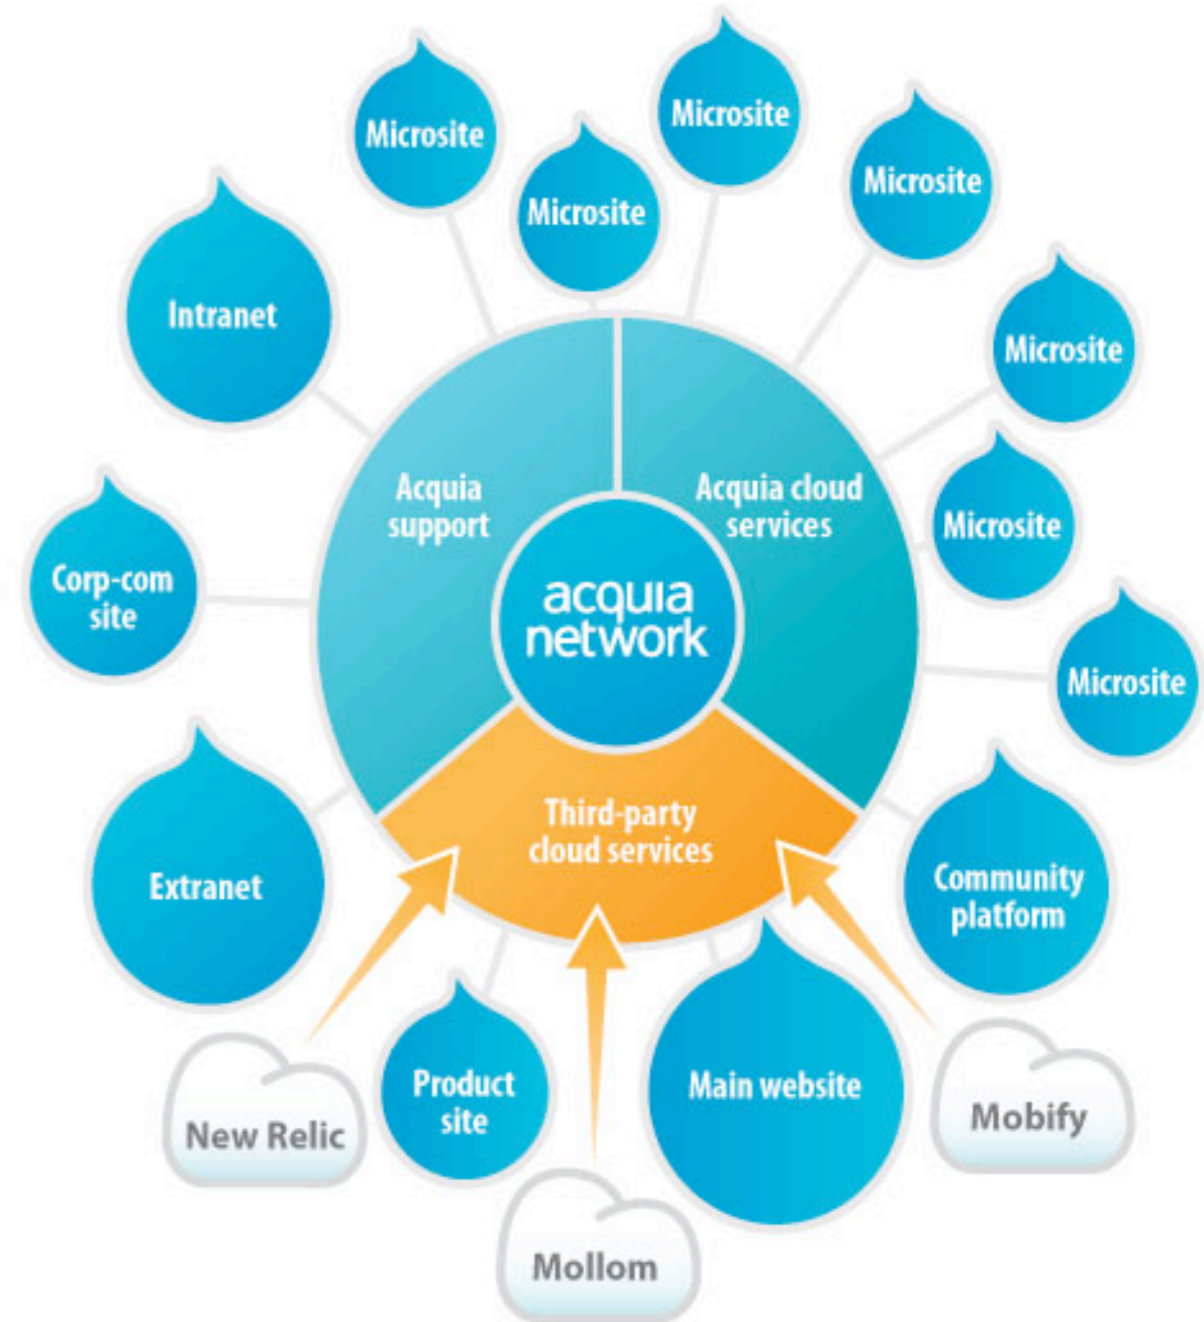 Microsite
Microsite
Microsite
Microsite
Intranet
Microsite
Acquia
support
Acquia cloud
services
Microsite
Corp-com
site
acquia
network
Microsite
Third-party
cloud services
Extranet
Community
platform
Product
site
Main website
New Relic
Mobify
Mollom